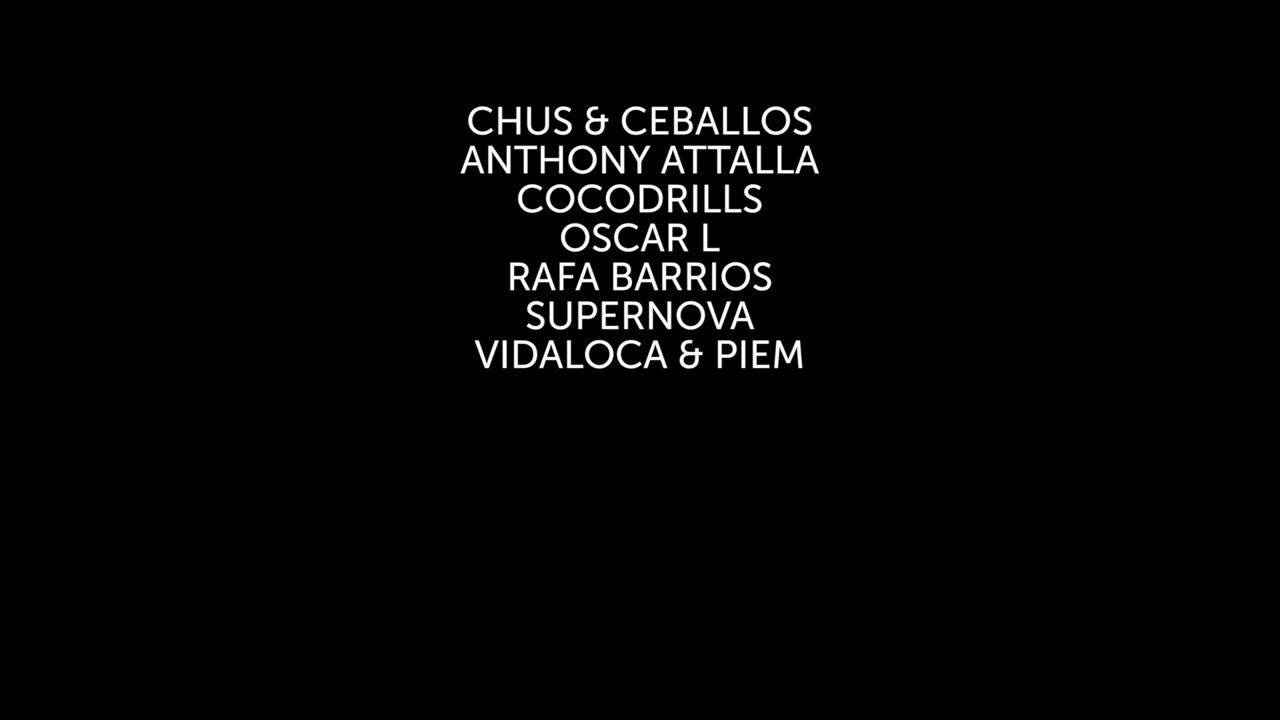 CHUS & CEBALLOS
ANTHONY ATTALLA
COCODRILLS
OSCAR L
RAFA BARRIOS
SUPERNOVA
VIDALOCA & PIEM